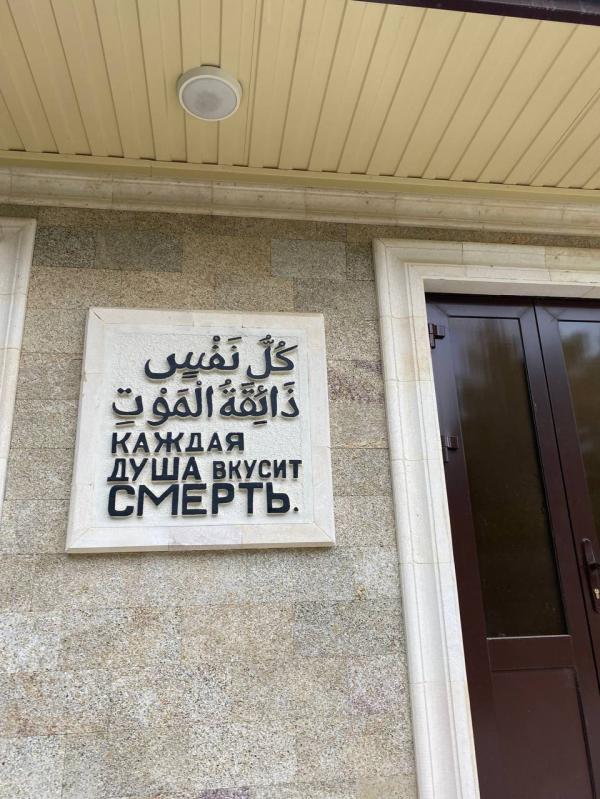 كُلُّ نَفْسٍ
ذَائِقَةُ الْمَوْتِ
КАЖДАЯ
ДУША ВКУСИТ
СМЕРТЬ.